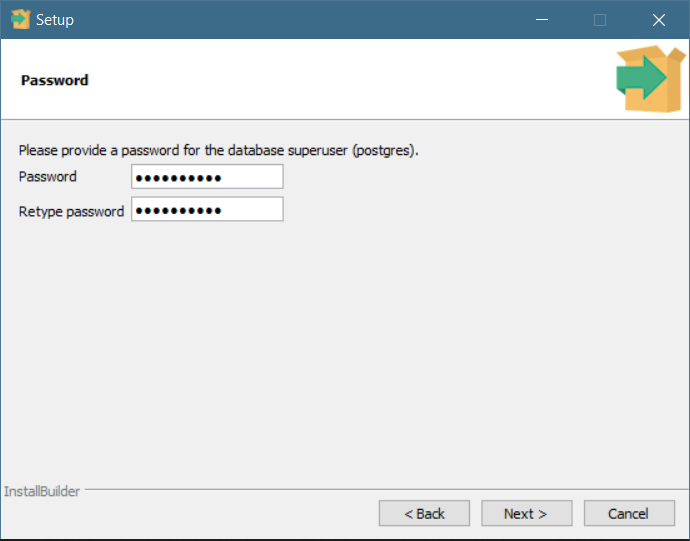 Setup
Password
Please provide a password for the database superuser (postgres).
Password ●●●●●●●●●●
Retype password ●●●●●●●●●●
InstallBuilder
< Back Next > Cancel